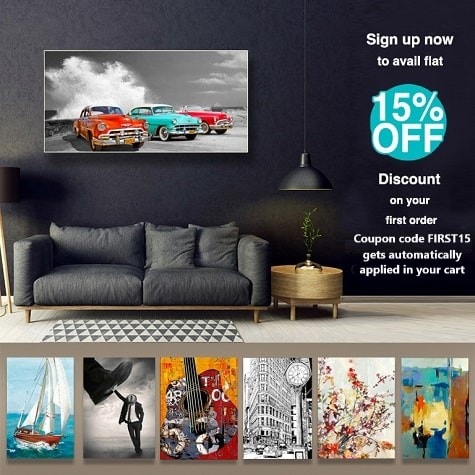 Sign up now
to avail flat
15%
OFF
Discount
on your
first order
Coupon code FIRST15
gets automatically
applied in your cart